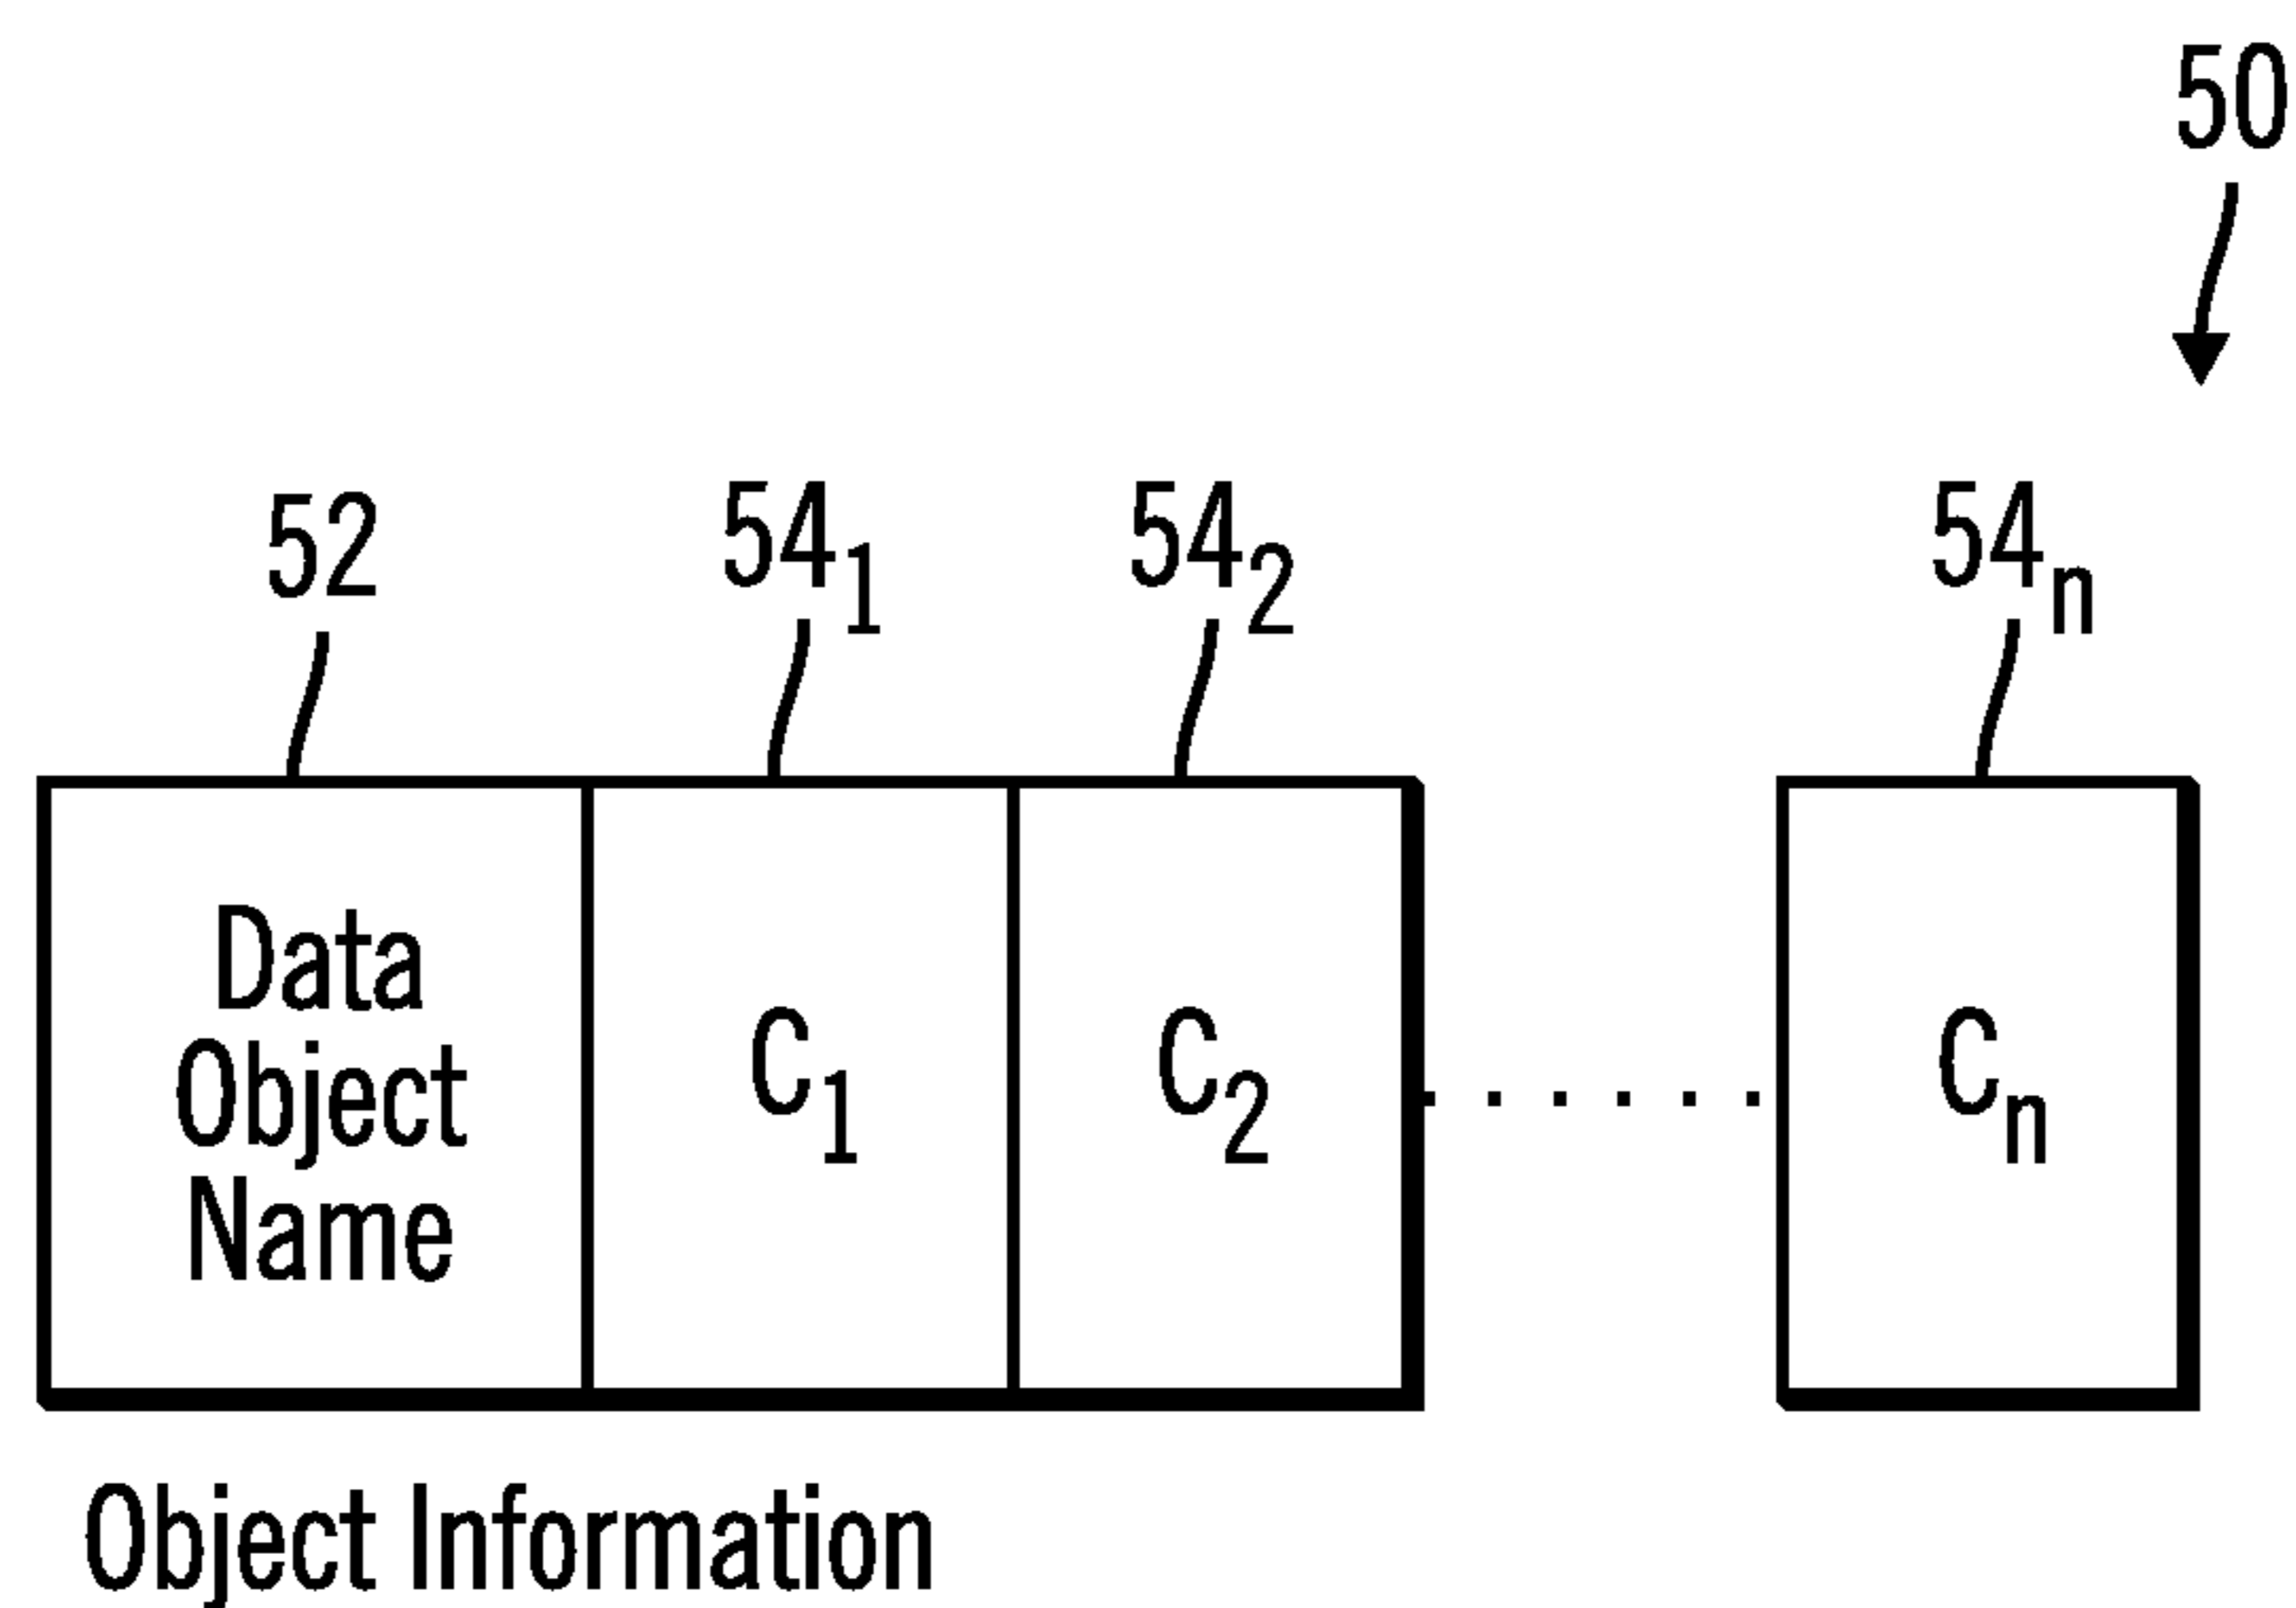 50
52 54₁ 54₂ 54ₙ
Data
Object
Name
C₁ C₂ . . . . . . Cₙ
Object Information